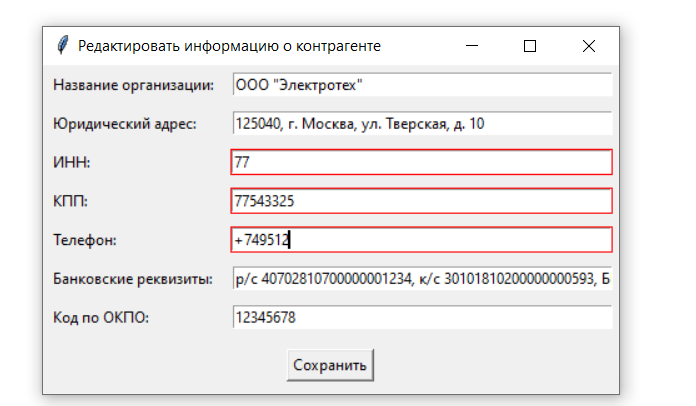 Редактировать информацию о контрагенте
Название организации: ООО "Электротех"
Юридический адрес: 125040, г. Москва, ул. Тверская, д. 10
ИНН: 77
КПП: 77543325
Телефон: +749512
Банковские реквизиты: р/с 40702810700000001234, к/с 30101810200000000593, Б
Код по ОКПО: 12345678
Сохранить